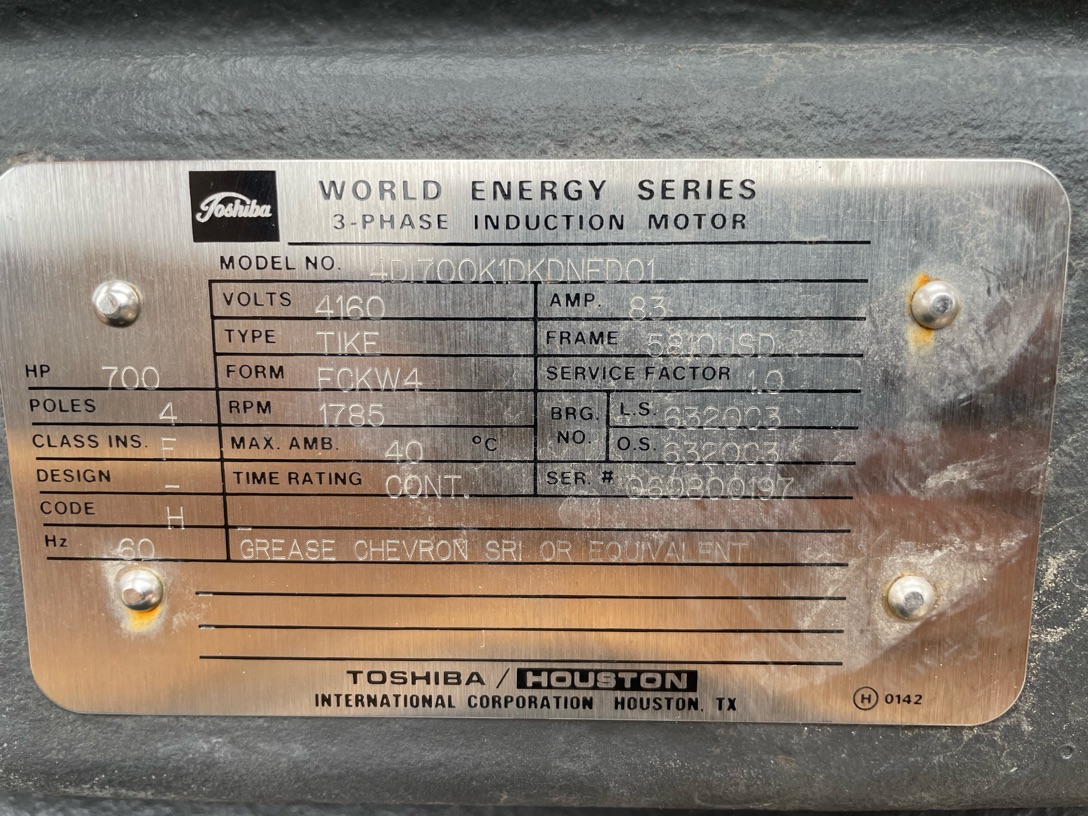 Toshiba
WORLD ENERGY SERIES
3-PHASE INDUCTION MOTOR
MODEL NO.
VOLTS 4160 AMP. 83
TYPE TIKE FRAME 5810USD
HP 700 FORM FCKW4 SERVICE FACTOR 1.0
POLES 4 RPM 1785 BRG. NO. L.S. 6320C3
CLASS INS. F MAX. AMB. 40 °C O.S. 6320C3
DESIGN - TIME RATING CONT. SER. # 960800197
CODE H
Hz 60 GREASE CHEVRON SRI OR EQUIVALENT
TOSHIBA / HOUSTON
INTERNATIONAL CORPORATION HOUSTON, TX
H 0142